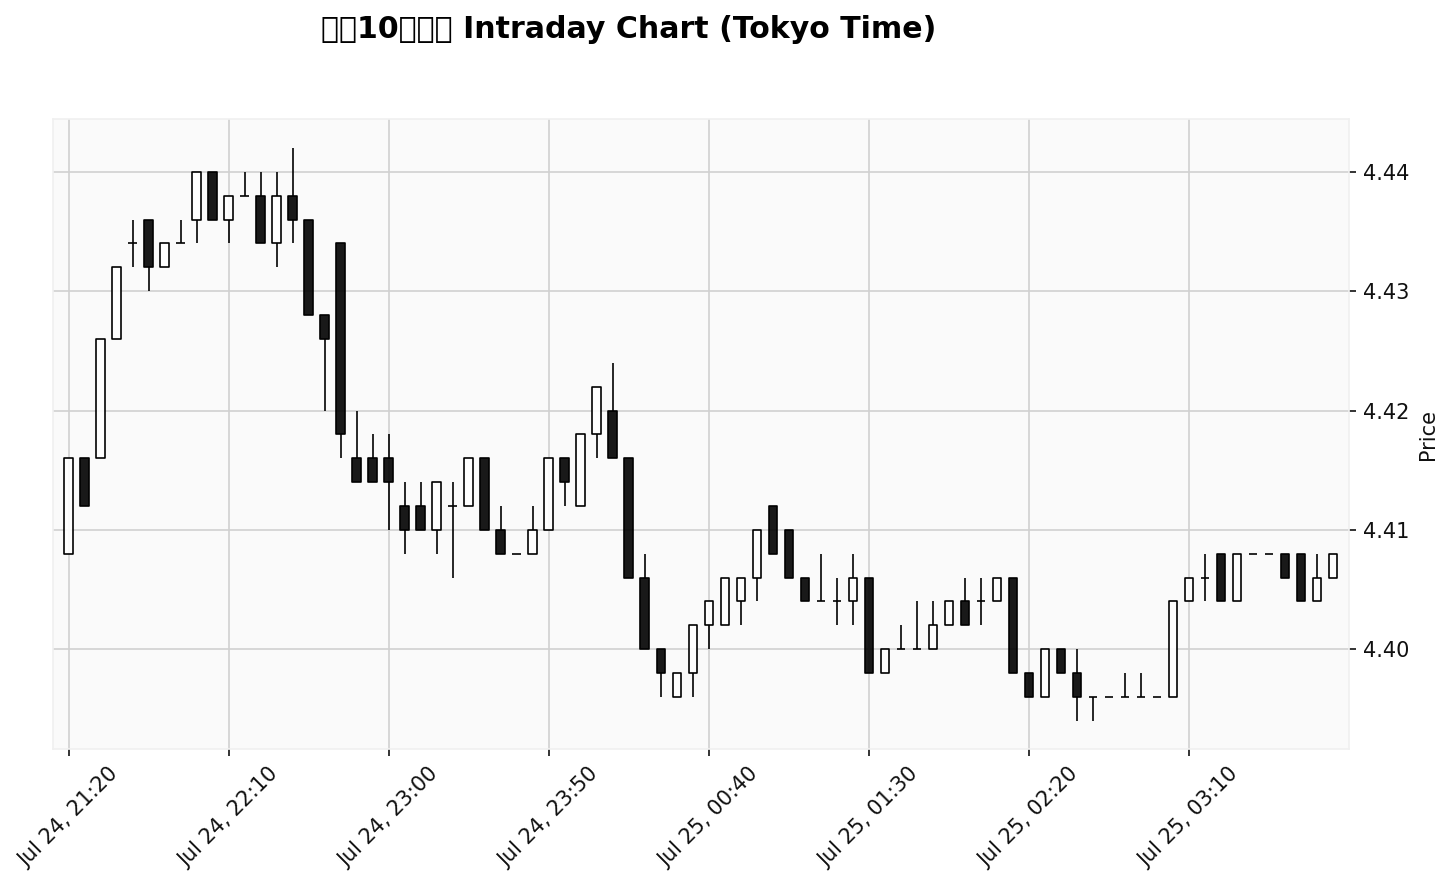 10 Intraday Chart (Tokyo Time)
4.44
4.43
4.42
4.41
4.40
Price
Jul 24, 21:20
Jul 24, 22:10
Jul 24, 23:00
Jul 24, 23:50
Jul 25, 00:40
Jul 25, 01:30
Jul 25, 02:20
Jul 25, 03:10